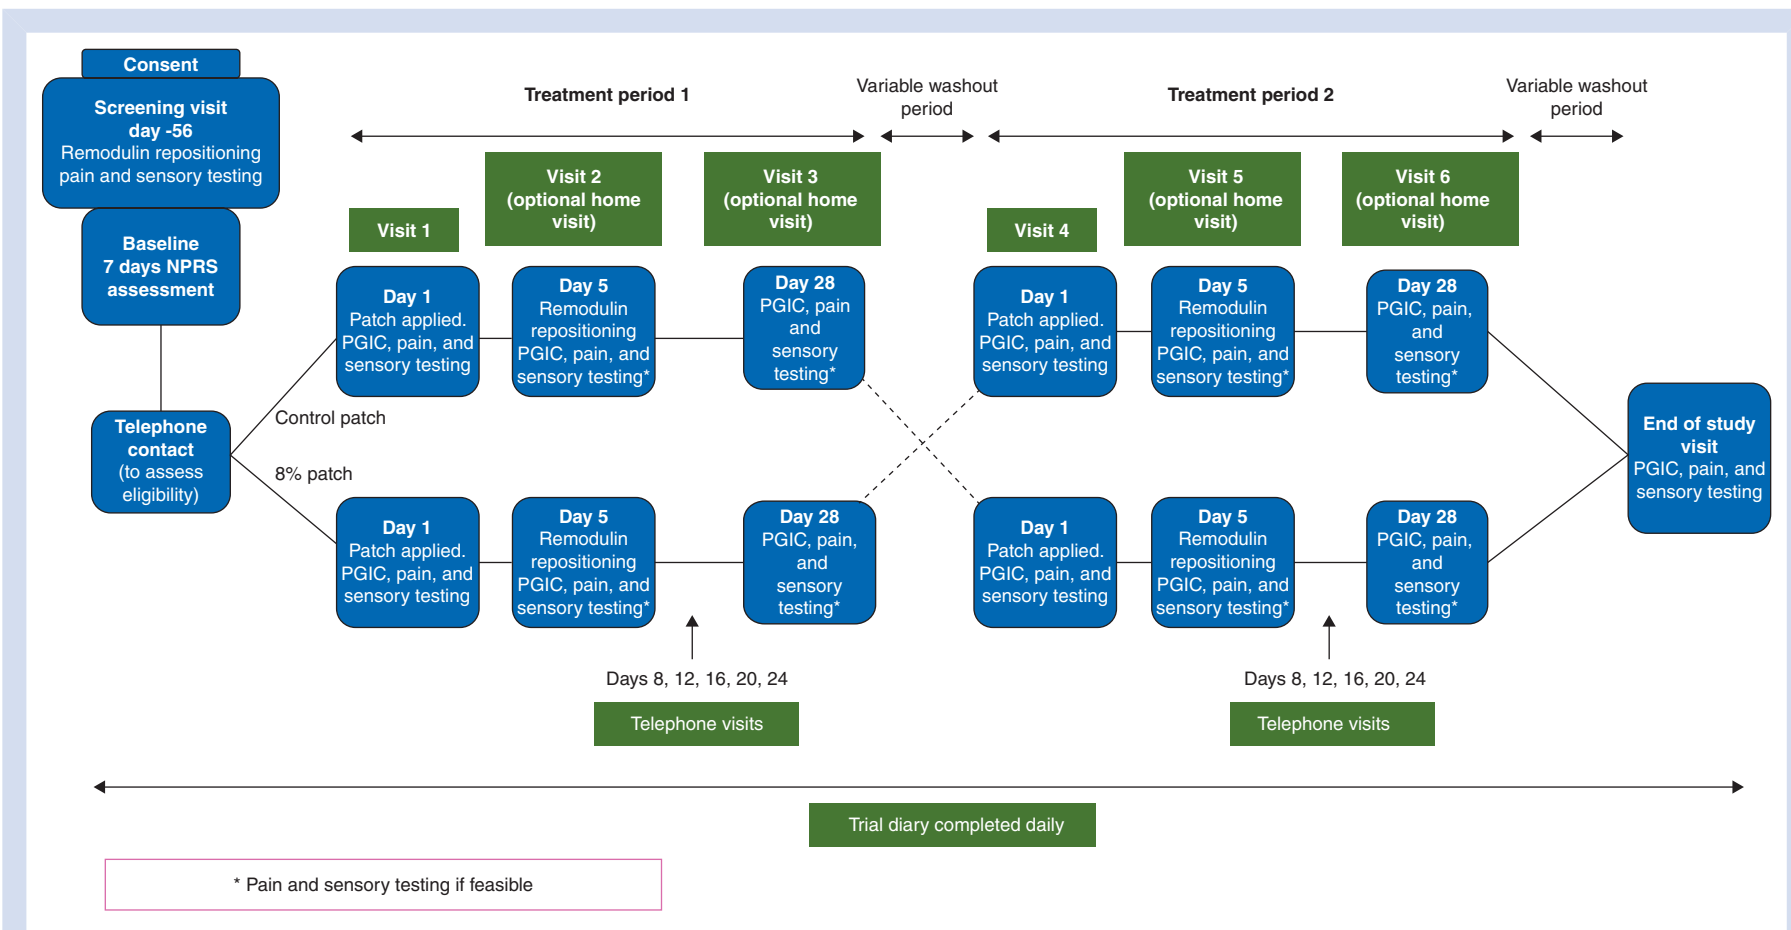 Consent
Screening visit
day -56
Remodulin repositioning
pain and sensory testing
Baseline
7 days NPRS
assessment
Telephone
contact
(to assess
eligibility)
Control patch
8% patch
Treatment period 1
Variable washout
period
Treatment period 2
Variable washout
period
Visit 1
Visit 2
(optional home
visit)
Visit 3
(optional home
visit)
Visit 4
Visit 5
(optional home
visit)
Visit 6
(optional home
visit)
Day 1
Patch applied.
PGIC, pain, and
sensory testing
Day 5
Remodulin
repositioning
PGIC, pain, and
sensory testing*
Day 28
PGIC, pain
and
sensory
testing*
Day 1
Patch applied.
PGIC, pain, and
sensory testing
Day 5
Remodulin
repositioning
PGIC, pain, and
sensory testing*
Day 28
PGIC, pain,
and
sensory
testing*
Day 1
Patch applied.
PGIC, pain, and
sensory testing
Day 5
Remodulin
repositioning
PGIC, pain, and
sensory testing*
Day 28
PGIC, pain,
and
sensory
testing*
Day 1
Patch applied.
PGIC, pain, and
sensory testing
Day 5
Remodulin
repositioning
PGIC, pain, and
sensory testing*
Day 28
PGIC, pain,
and
sensory
testing*
End of study
visit
PGIC, pain, and
sensory testing
Days 8, 12, 16, 20, 24
Telephone visits
Days 8, 12, 16, 20, 24
Telephone visits
Trial diary completed daily
* Pain and sensory testing if feasible